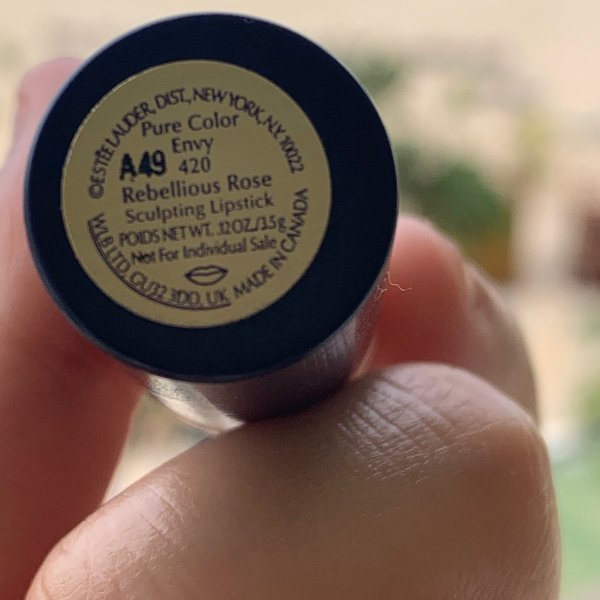 ©ESTÉE LAUDER, DIST., NEW YORK, N.Y. 10022
Pure Color
Envy
A49 420
Rebellious Rose
Sculpting Lipstick
POIDS NET WT. .12 OZ./3.5g
Not For Individual Sale
WLB LTD. GU32 3DD, UK MADE IN CANADA